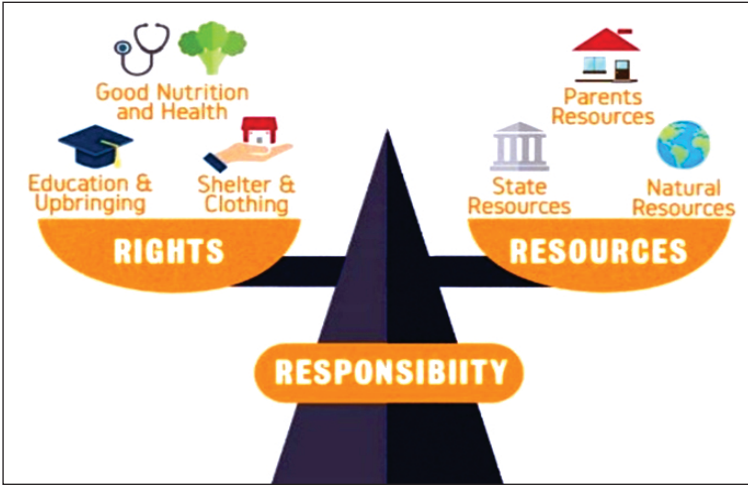 Good Nutrition
and Health
Education &
Upbringing
Shelter &
Clothing
RIGHTS
Parents
Resources
State
Resources
Natural
Resources
RESOURCES
RESPONSIBIITY